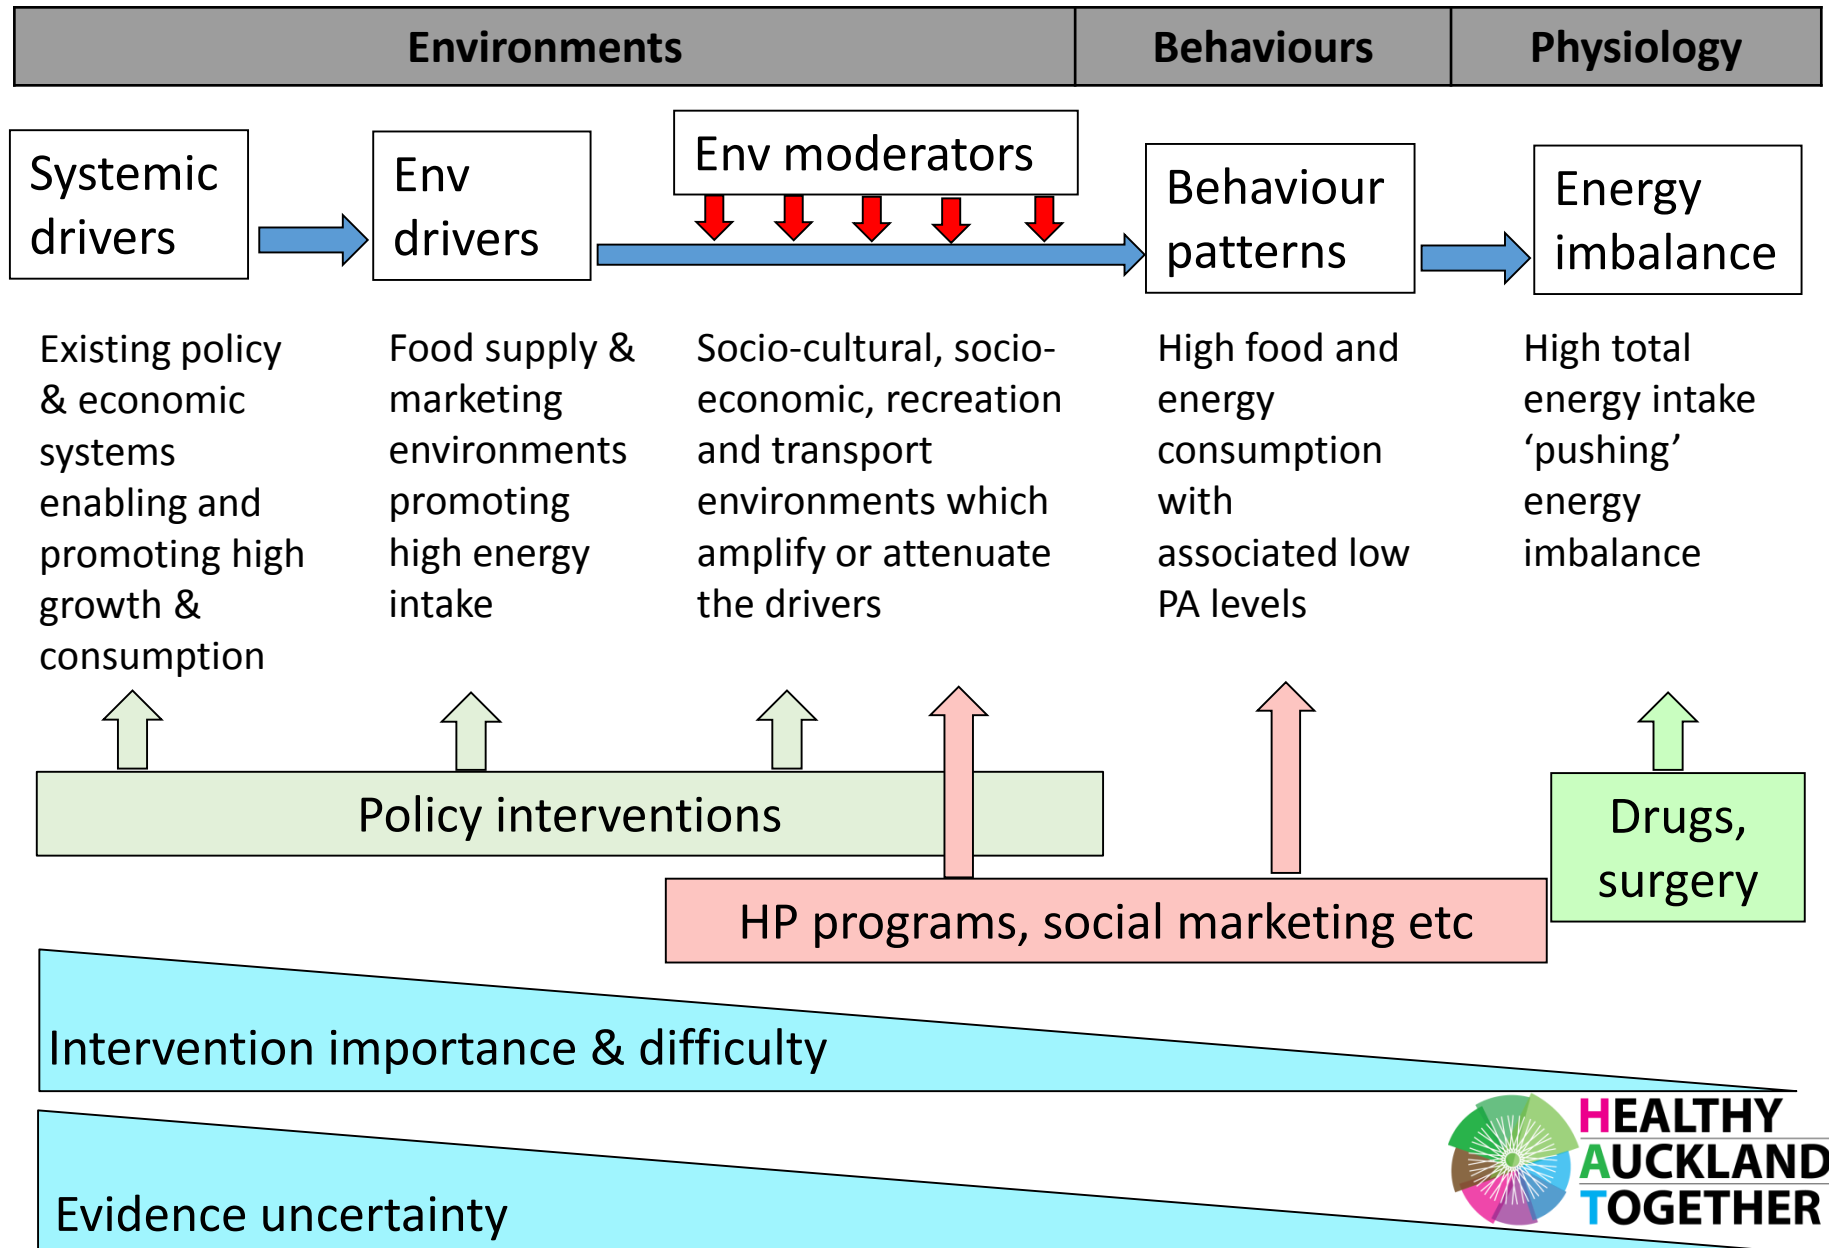 Environments
Behaviours
Physiology
Systemic
drivers
Env
drivers
Env moderators
Behaviour
patterns
Energy
imbalance
Existing policy
& economic
systems
enabling and
promoting high
growth &
consumption
Food supply &
marketing
environments
promoting
high energy
intake
Socio-cultural, socio-
economic, recreation
and transport
environments which
amplify or attenuate
the drivers
High food and
energy
consumption
with
associated low
PA levels
High total
energy intake
‘pushing’
energy
imbalance
Policy interventions
HP programs, social marketing etc
Drugs,
surgery
Intervention importance & difficulty
Evidence uncertainty
HEALTHY
AUCKLAND
TOGETHER